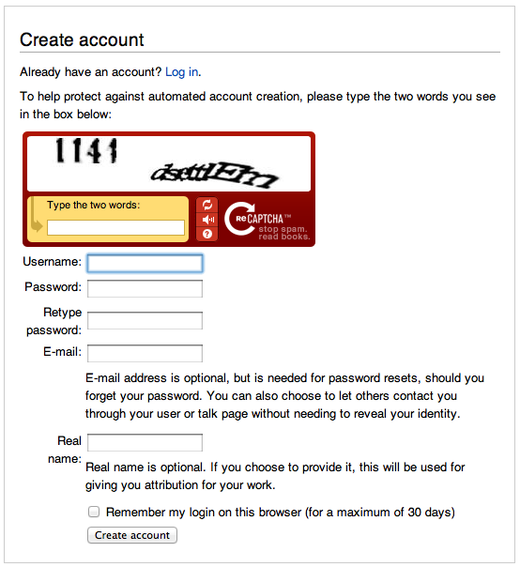 Create account
Already have an account? Log in.
To help protect against automated account creation, please type the two words you see
in the box below:
Type the two words:
reCAPTCHA™
stop spam.
read books.
Username:
Password:
Retype
password:
E-mail:
E-mail address is optional, but is needed for password resets, should you
forget your password. You can also choose to let others contact you
through your user or talk page without needing to reveal your identity.
Real
name:
Real name is optional. If you choose to provide it, this will be used for
giving you attribution for your work.
Remember my login on this browser (for a maximum of 30 days)
Create account